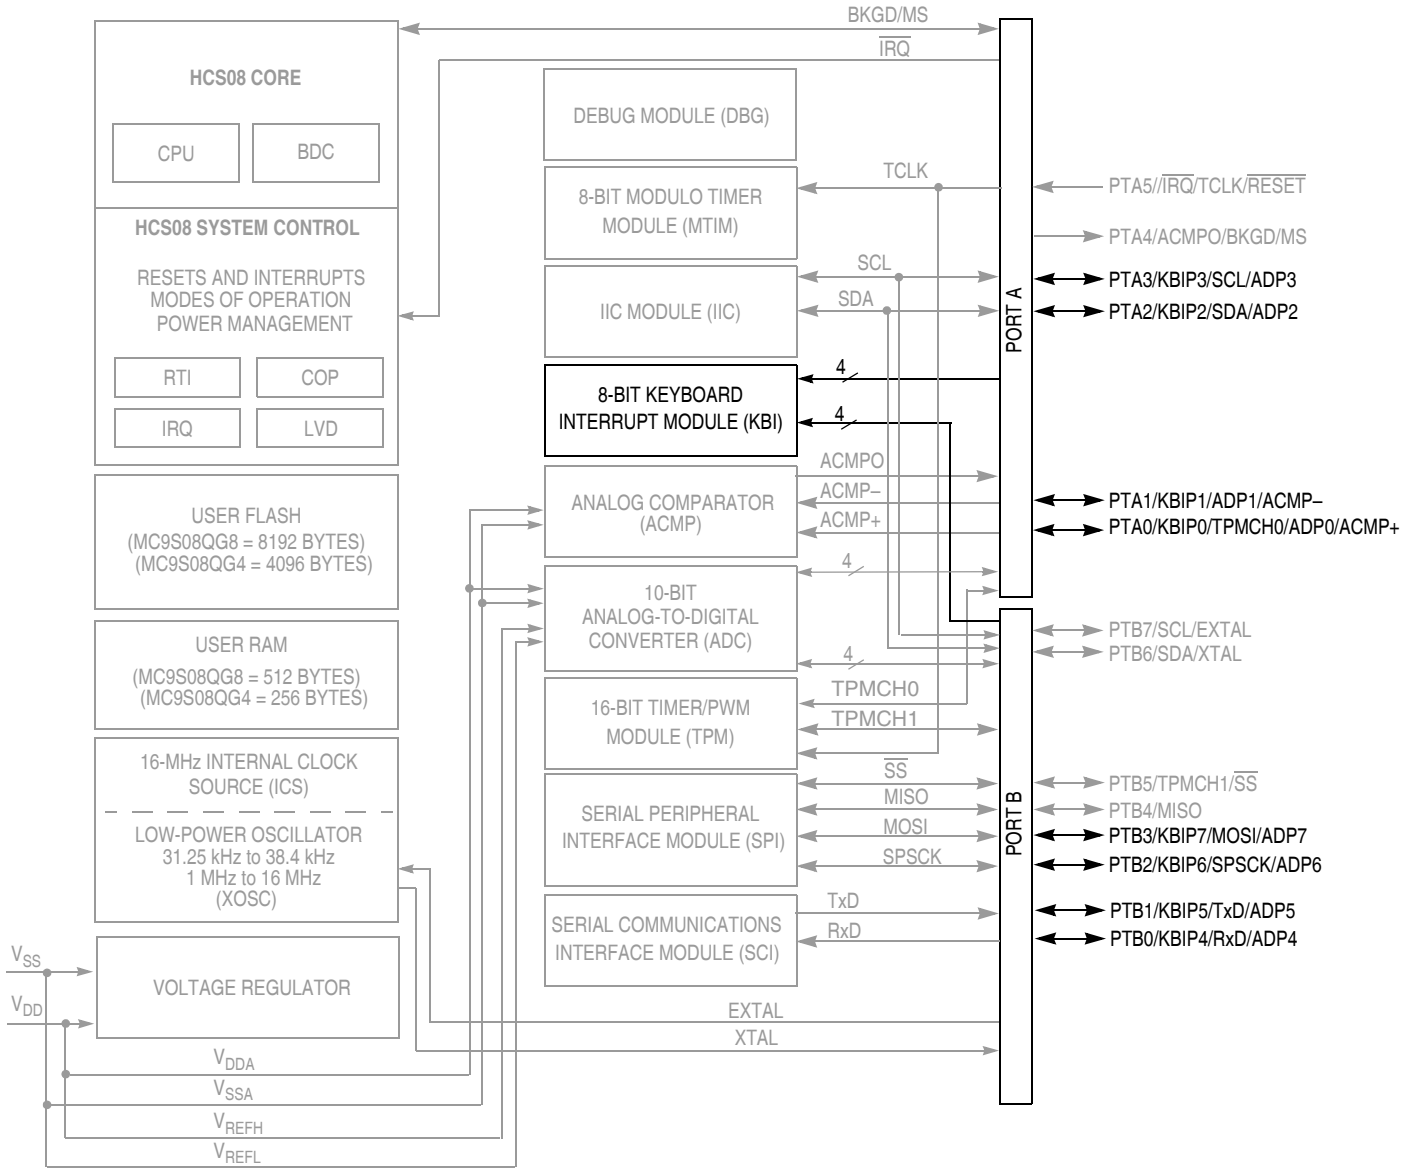 BKGD/MS
IRQ
HCS08 CORE
CPU
BDC
HCS08 SYSTEM CONTROL
RESETS AND INTERRUPTS
MODES OF OPERATION
POWER MANAGEMENT
RTI
COP
IRQ
LVD
USER FLASH
(MC9S08QG8 = 8192 BYTES)
(MC9S08QG4 = 4096 BYTES)
USER RAM
(MC9S08QG8 = 512 BYTES)
(MC9S08QG4 = 256 BYTES)
16-MHz INTERNAL CLOCK
SOURCE (ICS)
LOW-POWER OSCILLATOR
31.25 kHz to 38.4 kHz
1 MHz to 16 MHz
(XOSC)
VSS
VDD
VOLTAGE REGULATOR
VDDA
VSSA
VREFH
VREFL
DEBUG MODULE (DBG)
8-BIT MODULO TIMER
MODULE (MTIM)
TCLK
IIC MODULE (IIC)
SCL
SDA
8-BIT KEYBOARD
INTERRUPT MODULE (KBI)
4
4
ANALOG COMPARATOR
(ACMP)
ACMPO
ACMP–
ACMP+
10-BIT
ANALOG-TO-DIGITAL
CONVERTER (ADC)
4
4
16-BIT TIMER/PWM
MODULE (TPM)
TPMCH0
TPMCH1
SERIAL PERIPHERAL
INTERFACE MODULE (SPI)
SS
MISO
MOSI
SPSCK
SERIAL COMMUNICATIONS
INTERFACE MODULE (SCI)
TxD
RxD
EXTAL
XTAL
PORT A
PTA5//IRQ/TCLK/RESET
PTA4/ACMPO/BKGD/MS
PTA3/KBIP3/SCL/ADP3
PTA2/KBIP2/SDA/ADP2
PTA1/KBIP1/ADP1/ACMP–
PTA0/KBIP0/TPMCH0/ADP0/ACMP+
PORT B
PTB7/SCL/EXTAL
PTB6/SDA/XTAL
PTB5/TPMCH1/SS
PTB4/MISO
PTB3/KBIP7/MOSI/ADP7
PTB2/KBIP6/SPSCK/ADP6
PTB1/KBIP5/TxD/ADP5
PTB0/KBIP4/RxD/ADP4